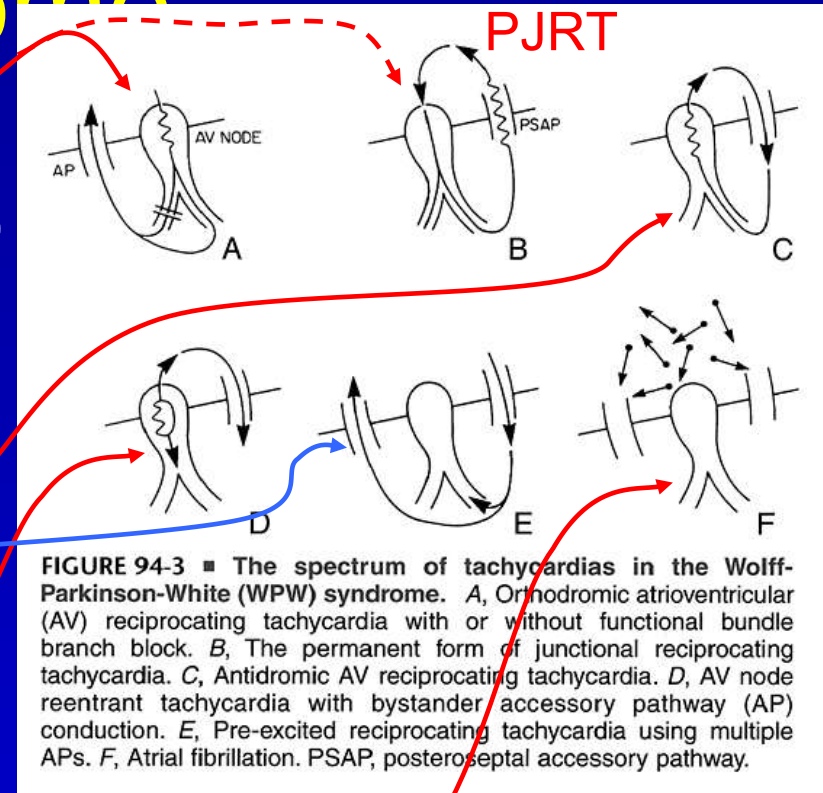 PJRT
AV NODE
AP
A
PSAP
B
C
D
E
F
FIGURE 94-3 ■ The spectrum of tachycardias in the Wolff-
Parkinson-White (WPW) syndrome. A, Orthodromic atrioventricular
(AV) reciprocating tachycardia with or without functional bundle
branch block. B, The permanent form of junctional reciprocating
tachycardia. C, Antidromic AV reciprocating tachycardia. D, AV node
reentrant tachycardia with bystander accessory pathway (AP)
conduction. E, Pre-excited reciprocating tachycardia using multiple
APs. F, Atrial fibrillation. PSAP, posteroseptal accessory pathway.